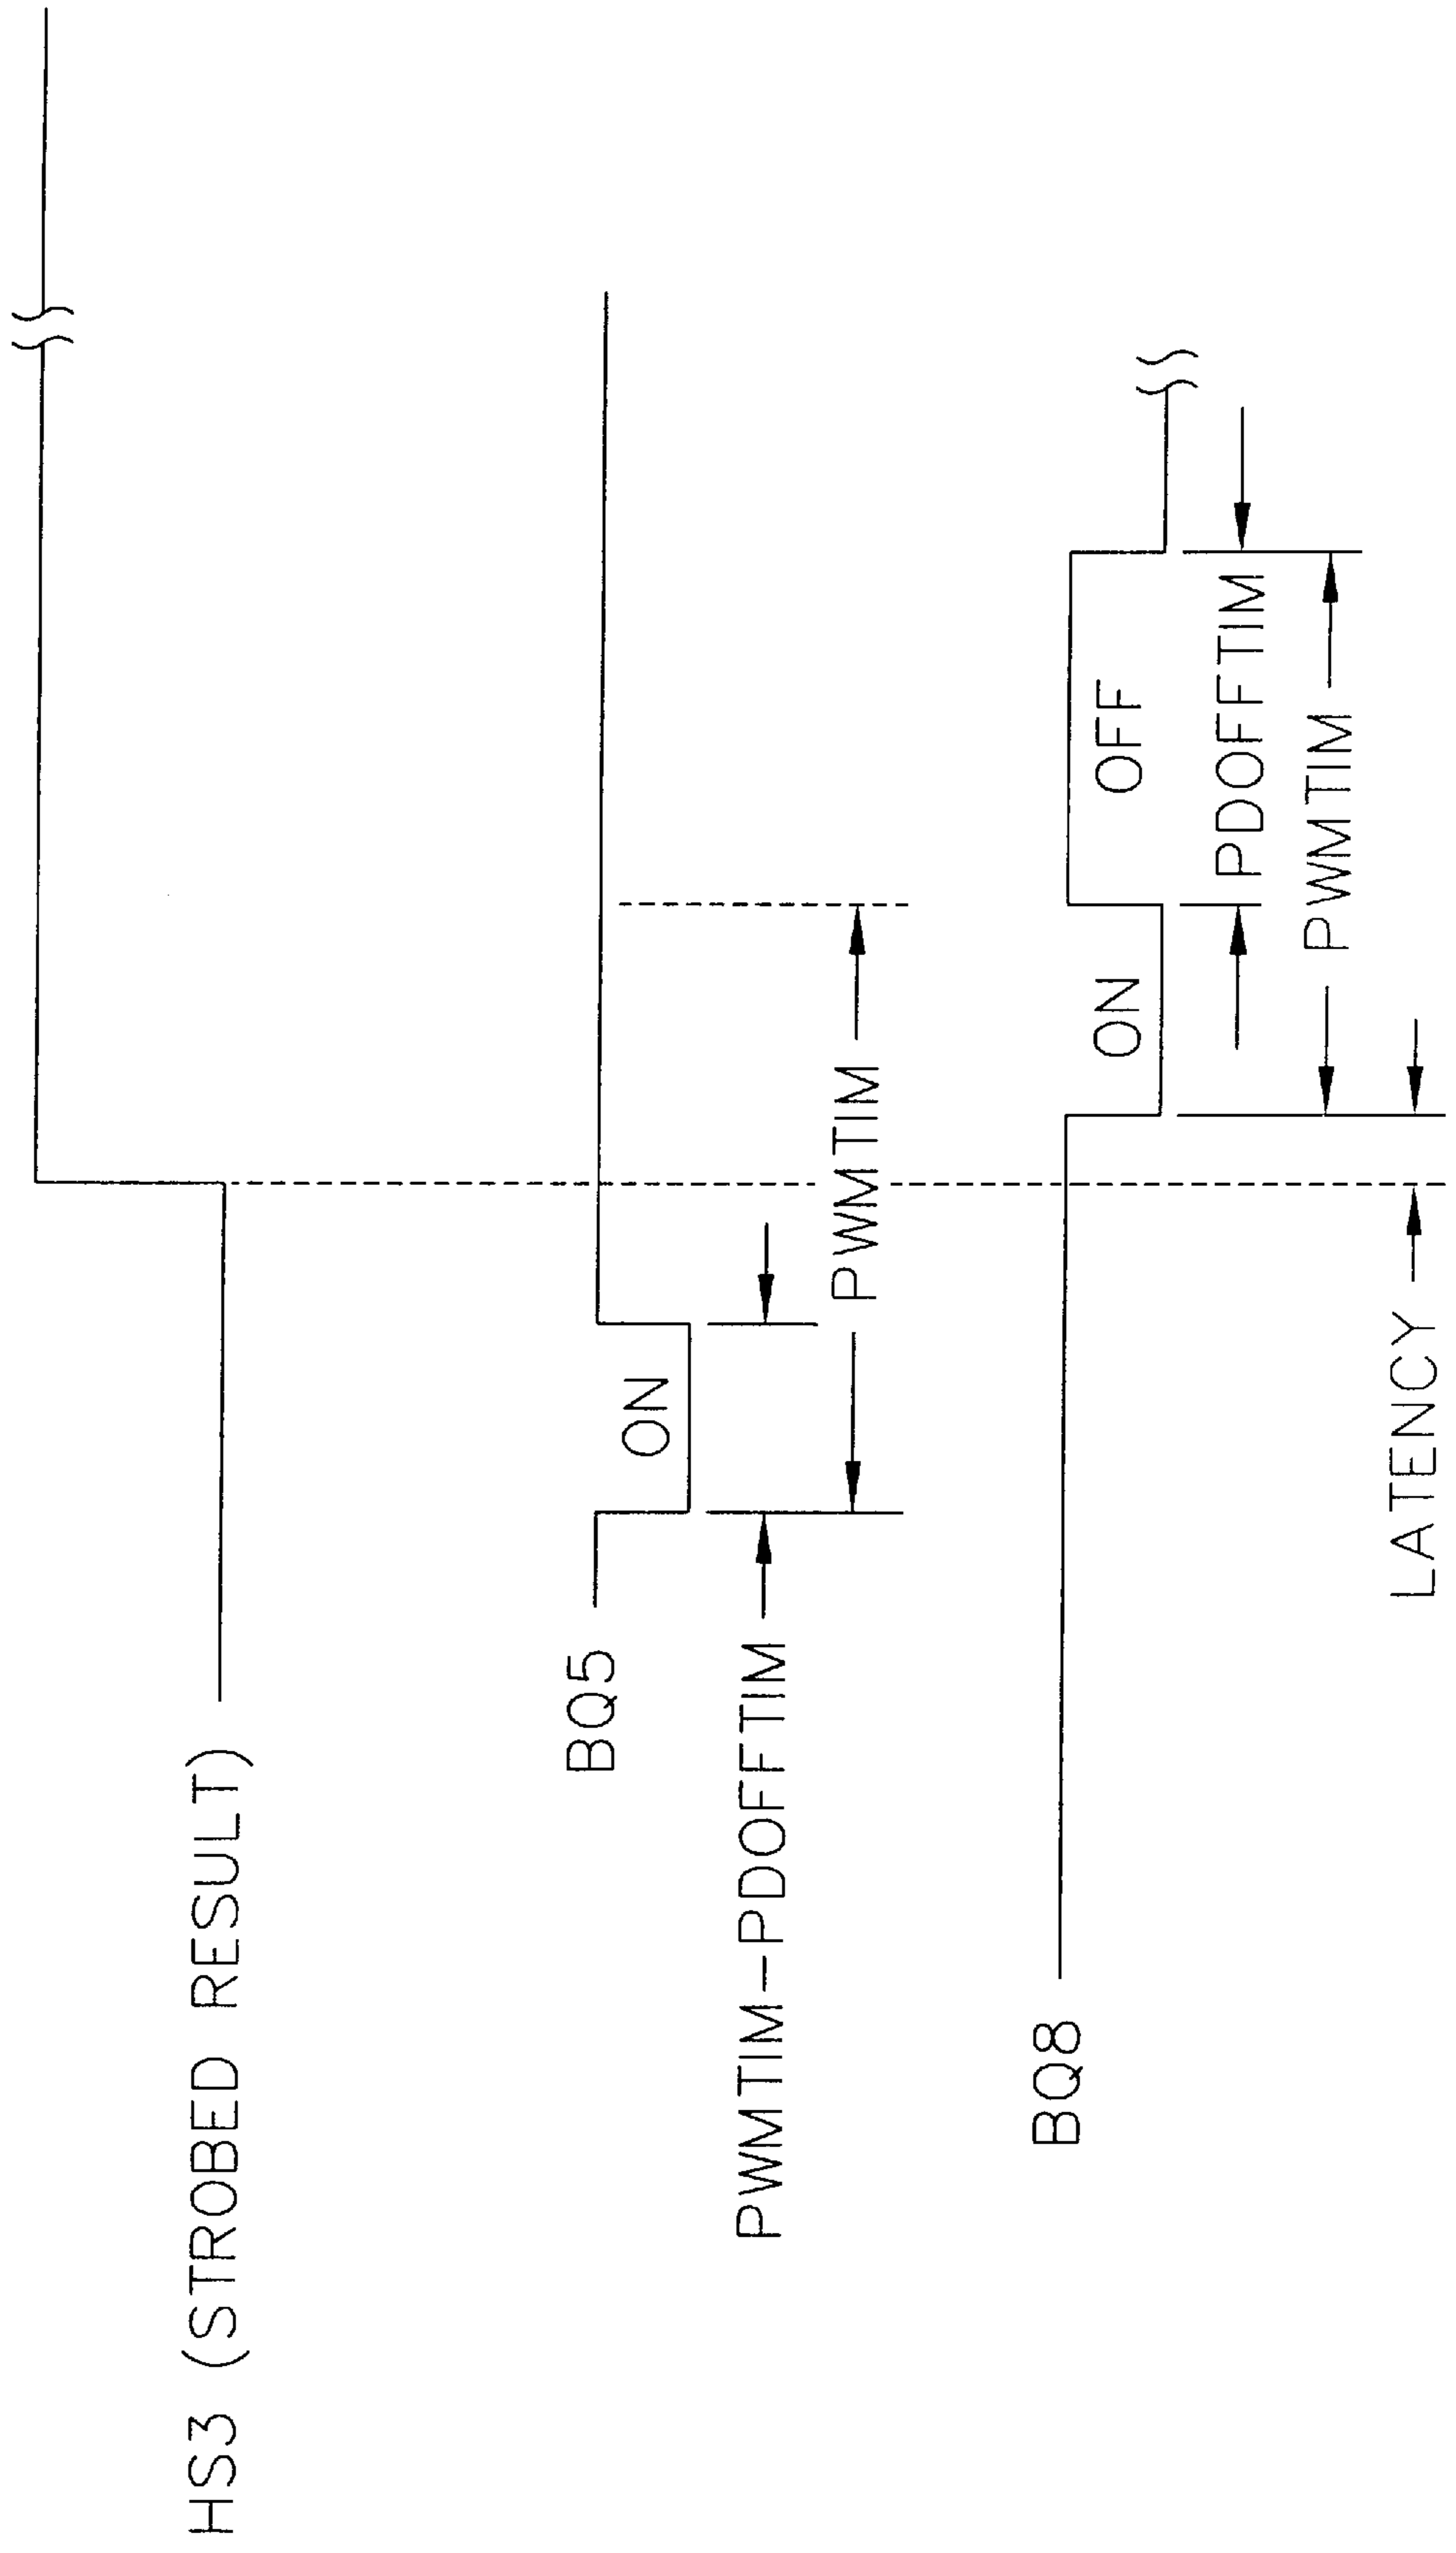 HS3 (STROBED RESULT)
BQ5
ON
PWMTIM-PDOFFTIM
PWMTIM
BQ8
ON
OFF
PDOFFTIM
PWMTIM
LATENCY